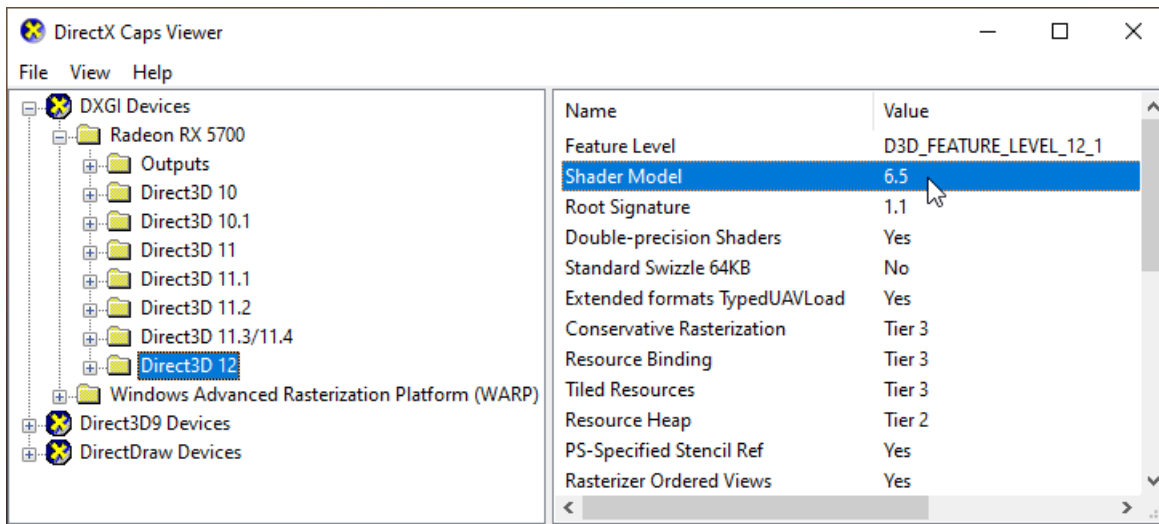 DirectX Caps Viewer
File View Help
DXGI Devices
Radeon RX 5700
Outputs
Direct3D 10
Direct3D 10.1
Direct3D 11
Direct3D 11.1
Direct3D 11.2
Direct3D 11.3/11.4
Direct3D 12
Windows Advanced Rasterization Platform (WARP)
Direct3D9 Devices
DirectDraw Devices
Name Value
Feature Level D3D_FEATURE_LEVEL_12_1
Shader Model 6.5
Root Signature 1.1
Double-precision Shaders Yes
Standard Swizzle 64KB No
Extended formats TypedUAVLoad Yes
Conservative Rasterization Tier 3
Resource Binding Tier 3
Tiled Resources Tier 3
Resource Heap Tier 2
PS-Specified Stencil Ref Yes
Rasterizer Ordered Views Yes